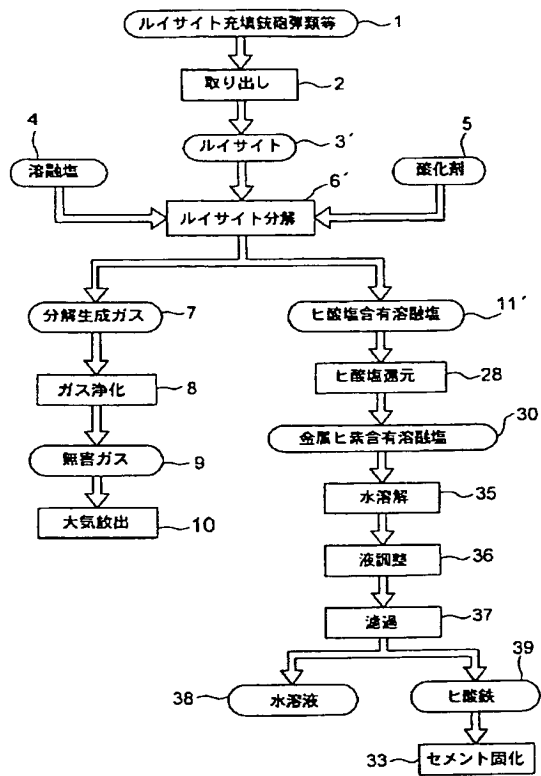 ルイサイト充填銃砲弾類等
1
取り出し
2
ルイサイト
3´
4
溶融塩
5
酸化剤
6´
ルイサイト分解
分解生成ガス
7
ヒ酸塩含有溶融塩
11´
ガス浄化
8
ヒ酸塩還元
28
無害ガス
9
金属ヒ素含有溶融塩
30
大気放出
10
水溶解
35
液調整
36
濾過
37
38
水溶液
39
ヒ酸鉄
33
セメント固化